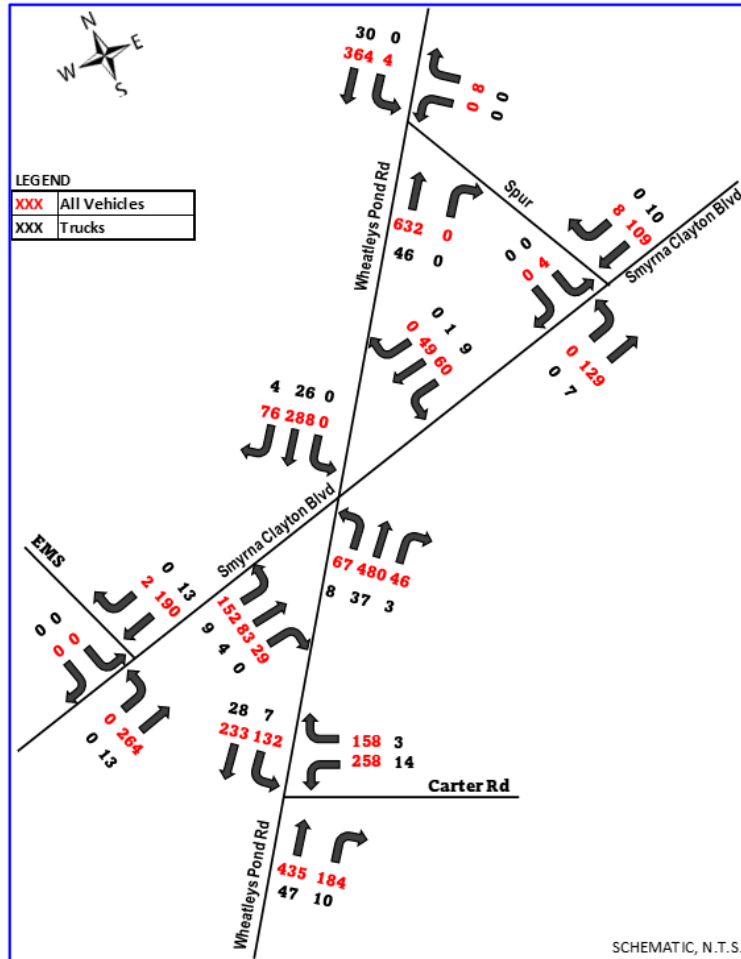 N
W E
S
LEGEND
XXX All Vehicles
XXX Trucks
30 0
364 4
8 0
0 0
Wheatleys Pond Rd
Spur
632 0
46 0
0 10
8 109
Smyrna Clayton Blvd
0 0
0 4
0 129
0 7
0 1 9
0 49 60
4 26 0
76 288 0
Smyrna Clayton Blvd
67 480 46
8 37 3
EMS
0 13
2 190
152 83 29
9 4 0
0 0
0 0
0 264
0 13
28 7
233 132
158 3
258 14
Carter Rd
Wheatleys Pond Rd
435 184
47 10
SCHEMATIC, N.T.S.